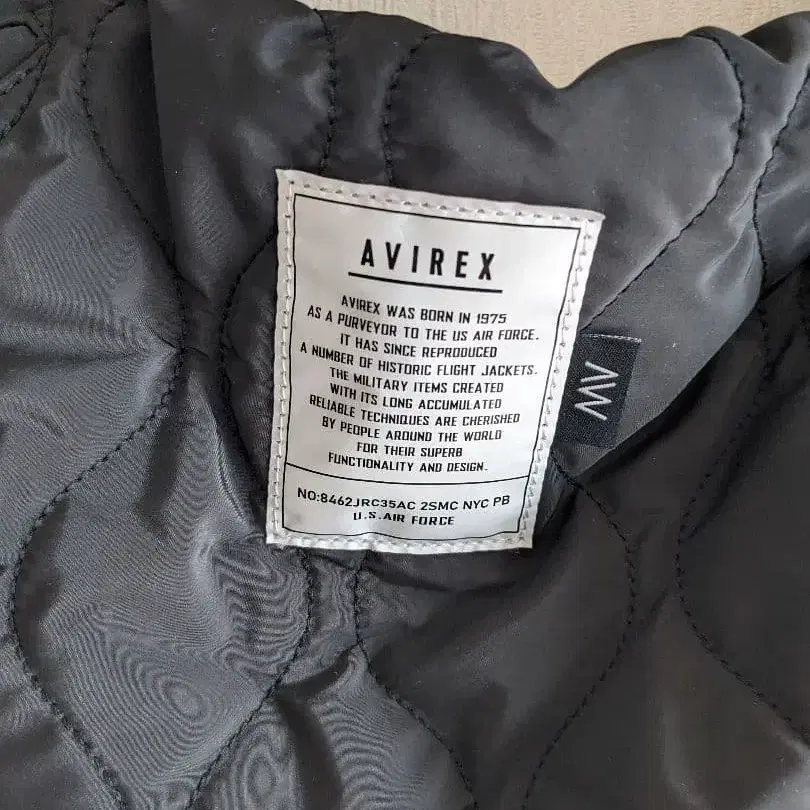 AVIREX
AVIREX WAS BORN IN 1975
AS A PURVEYOR TO THE US AIR FORCE.
IT HAS SINCE REPRODUCED
A NUMBER OF HISTORIC FLIGHT JACKETS.
THE MILITARY ITEMS CREATED
WITH ITS LONG ACCUMULATED
RELIABLE TECHNIQUES ARE CHERISHED
BY PEOPLE AROUND THE WORLD
FOR THEIR SUPERB
FUNCTIONALITY AND DESIGN.
NO:8462JRC35AC 2SMC NYC PB
U.S.AIR FORCE